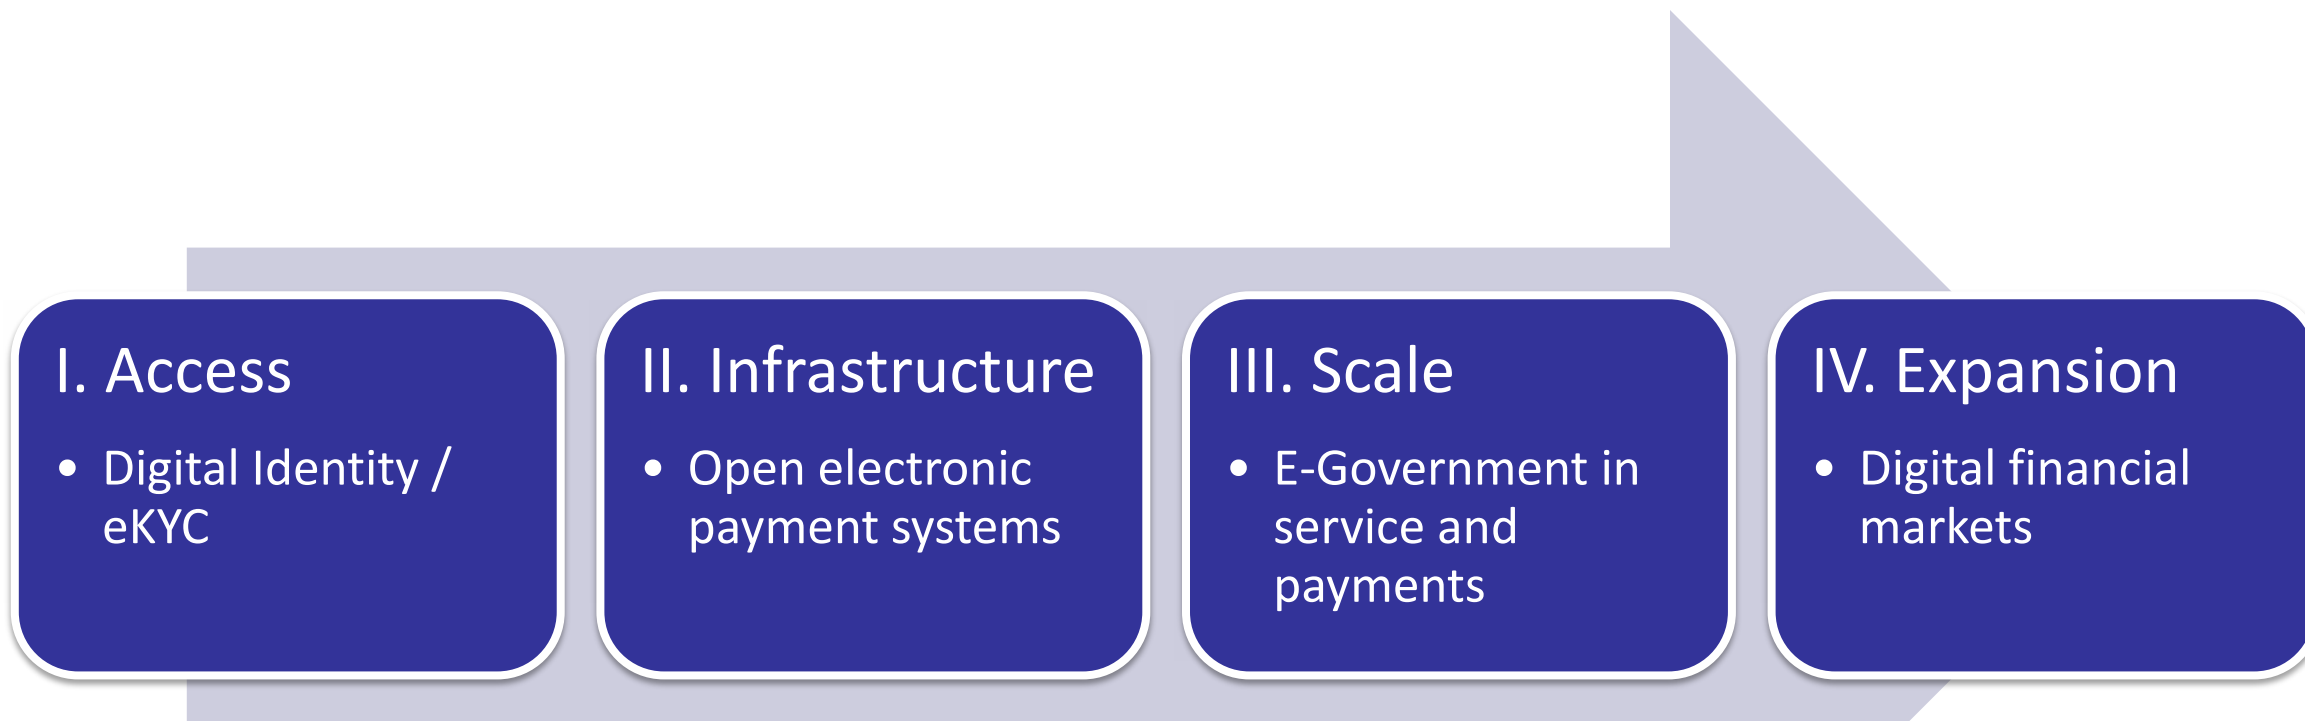 I. Access
• Digital Identity /
eKYC
II. Infrastructure
• Open electronic
payment systems
III. Scale
• E-Government in
service and
payments
IV. Expansion
• Digital financial
markets